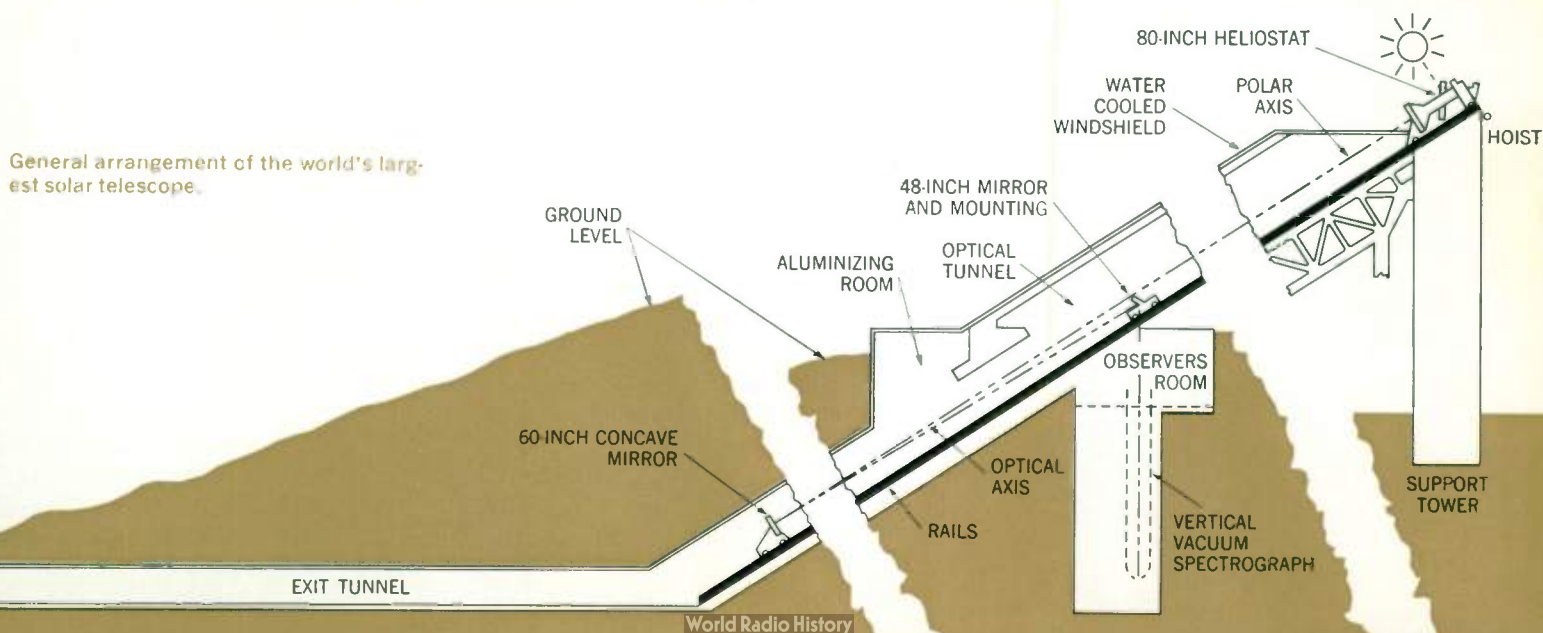 80-INCH HELIOSTAT
WATER
COOLED
WINDSHIELD
POLAR
AXIS
HOIST
General arrangement of the world's larg-
est solar telescope.
48-INCH MIRROR
AND MOUNTING
GROUND
LEVEL
ALUMINIZING
ROOM
OPTICAL
TUNNEL
OBSERVERS
ROOM
60-INCH CONCAVE
MIRROR
OPTICAL
AXIS
SUPPORT
TOWER
RAILS
VERTICAL
VACUUM
SPECTROGRAPH
EXIT TUNNEL
World Radio History